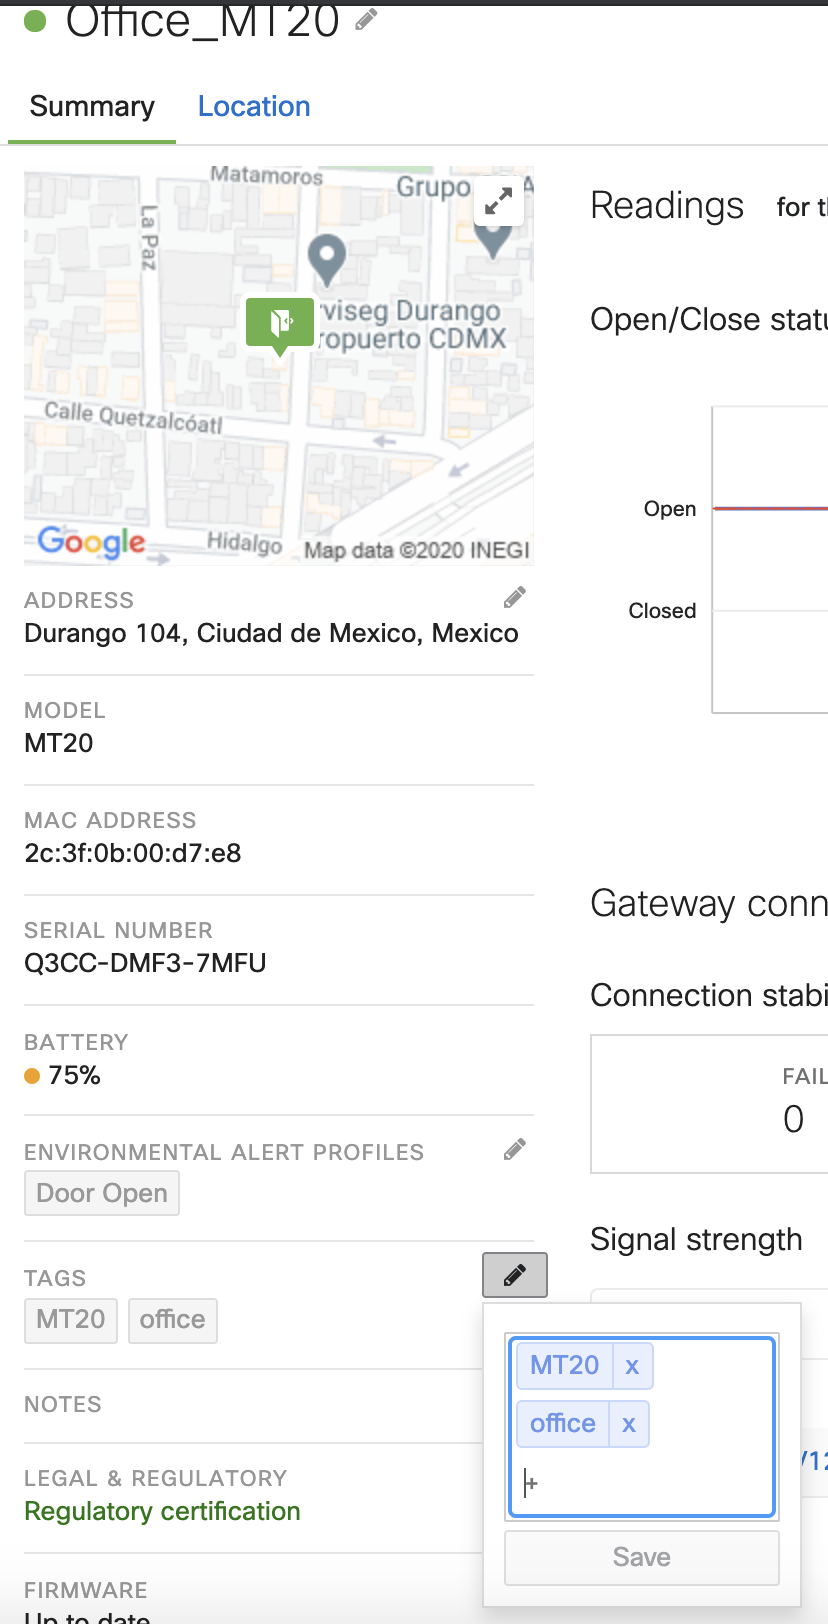 Office_MT20
Summary
Location
Matamoros
La Paz
Grupo
viseg Durango
ropuerto CDMX
Calle Quetzalcóatl
Hidalgo
Google
Map data ©2020 INEGI
ADDRESS
Durango 104, Ciudad de Mexico, Mexico
MODEL
MT20
MAC ADDRESS
2c:3f:0b:00:d7:e8
SERIAL NUMBER
Q3CC-DMF3-7MFU
BATTERY
75%
ENVIRONMENTAL ALERT PROFILES
Door Open
TAGS
MT20 office
NOTES
LEGAL & REGULATORY
Regulatory certification
FIRMWARE
Up to date
MT20 x
office x
+
Save
Readings for t
Open/Close statu
Open
Closed
Gateway conn
Connection stabi
FAIL
0
Signal strength
/12